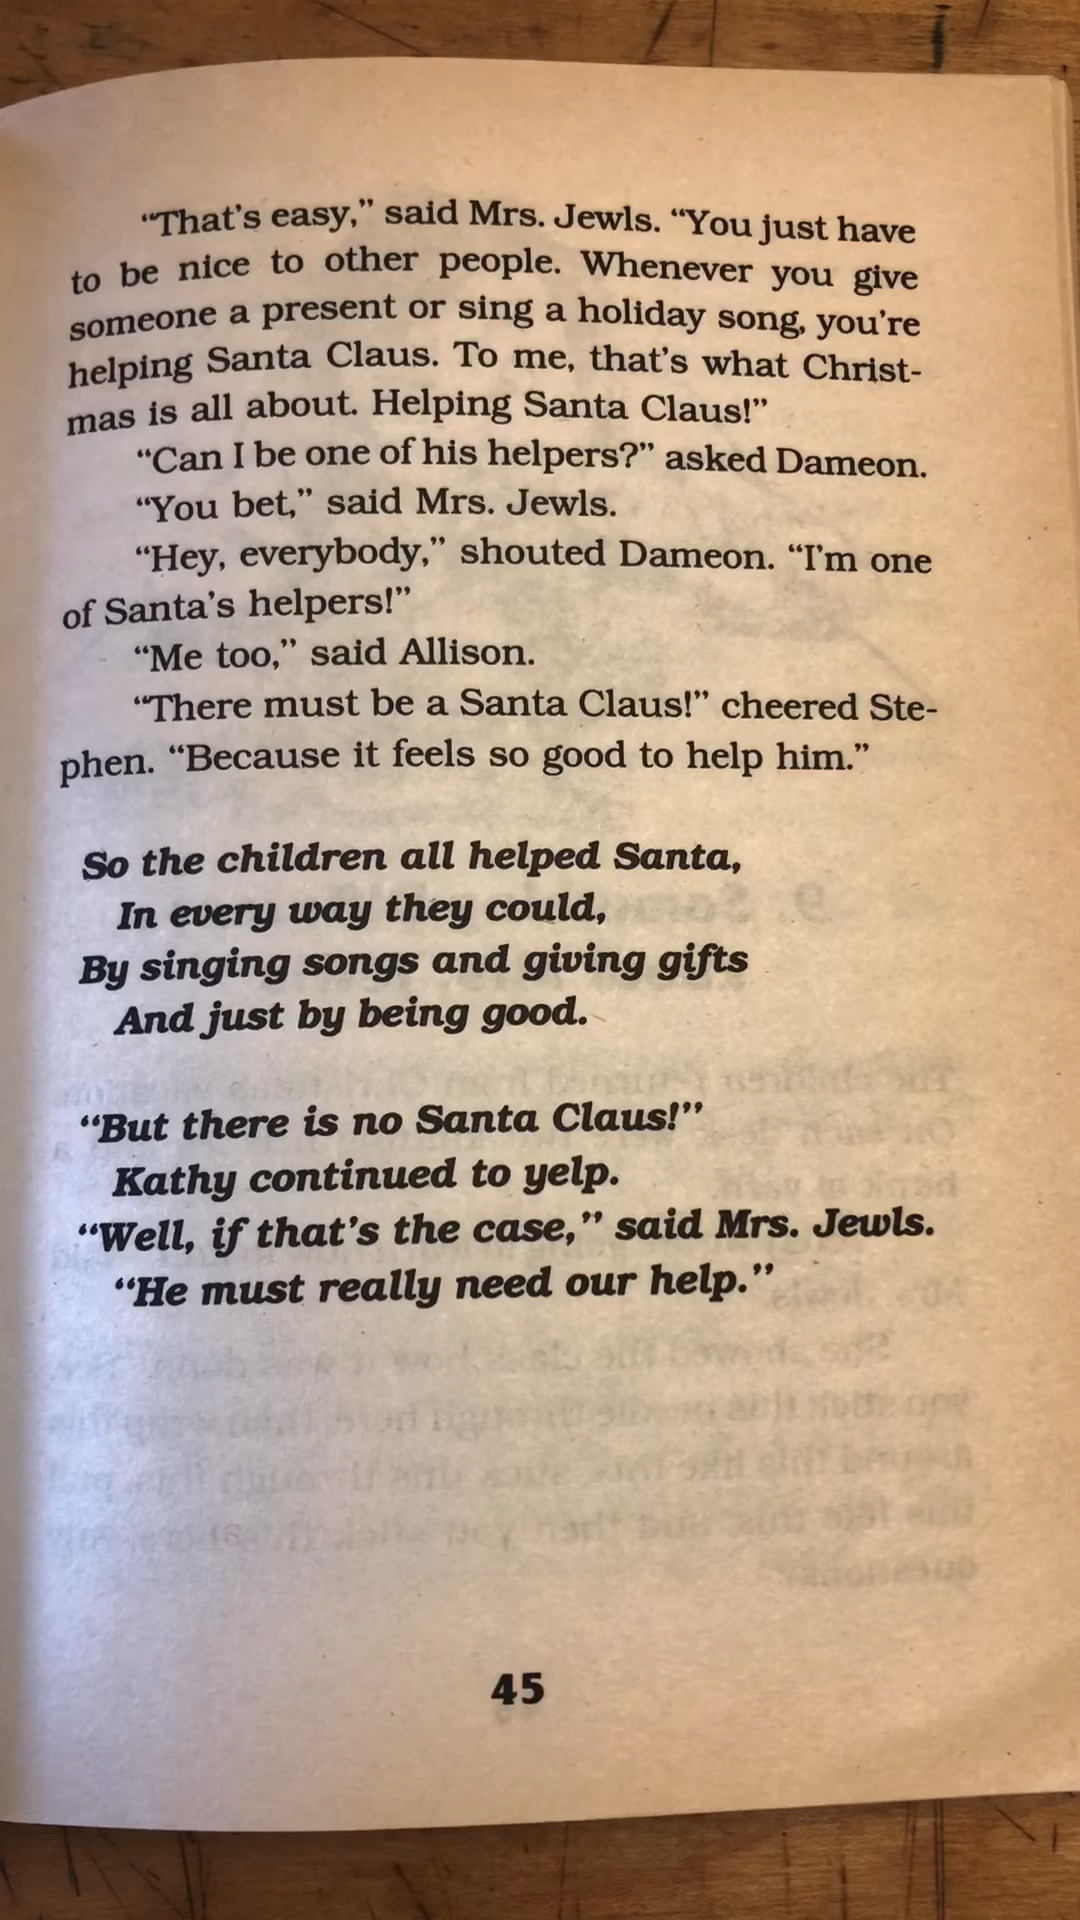 “That’s easy,” said Mrs. Jewls. “You just have
to be nice to other people. Whenever you give
someone a present or sing a holiday song, you’re
helping Santa Claus. To me, that’s what Christ-
mas is all about. Helping Santa Claus!”
“Can I be one of his helpers?” asked Dameon.
“You bet,” said Mrs. Jewls.
“Hey, everybody,” shouted Dameon. “I’m one
of Santa’s helpers!”
“Me too,” said Allison.
“There must be a Santa Claus!” cheered Ste-
phen. “Because it feels so good to help him.”
So the children all helped Santa,
In every way they could,
By singing songs and giving gifts
And just by being good.
“But there is no Santa Claus!”
Kathy continued to yelp.
“Well, if that’s the case,” said Mrs. Jewls.
“He must really need our help.”
45